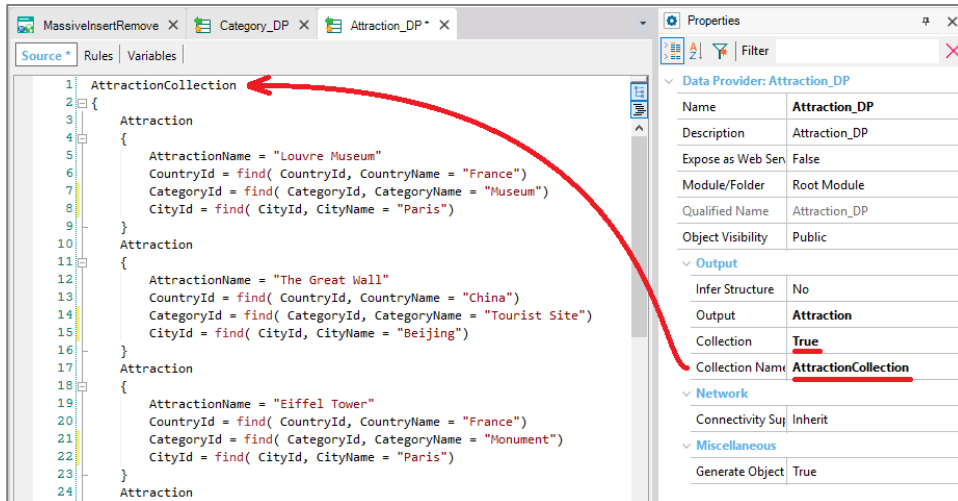 MassiveInsertRemove X Category_DP X Attraction_DP * X
Source * Rules Variables
1 AttractionCollection
2 {
3 Attraction
4 {
5 AttractionName = "Louvre Museum"
6 CountryId = find( CountryId, CountryName = "France")
7 CategoryId = find( CategoryId, CategoryName = "Museum")
8 CityId = find( CityId, CityName = "Paris")
9 }
10 Attraction
11 {
12 AttractionName = "The Great Wall"
13 CountryId = find( CountryId, CountryName = "China")
14 CategoryId = find( CategoryId, CategoryName = "Tourist Site")
15 CityId = find( CityId, CityName = "Beijing")
16 }
17 Attraction
18 {
19 AttractionName = "Eiffel Tower"
20 CountryId = find( CountryId, CountryName = "France")
21 CategoryId = find( CategoryId, CategoryName = "Monument")
22 CityId = find( CityId, CityName = "Paris")
23 }
24 Attraction
Properties
Filter
Data Provider: Attraction_DP
Name Attraction_DP
Description Attraction_DP
Expose as Web Serv False
Module/Folder Root Module
Qualified Name Attraction_DP
Object Visibility Public
Output
Infer Structure No
Output Attraction
Collection True
Collection Name AttractionCollection
Network
Connectivity Sup Inherit
Miscellaneous
Generate Object True